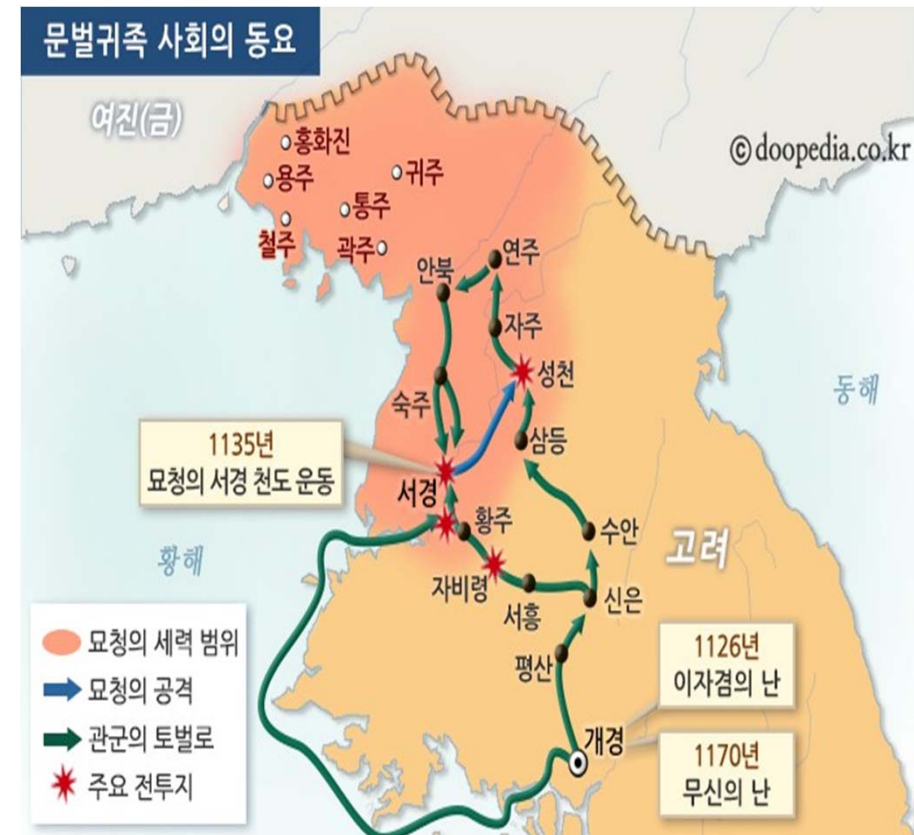 문벌귀족 사회의 동요
여진(금)
ⓒdoopedia.co.kr
홍화진
용주
귀주
통주
철주
곽주
안북
연주
자주
성천
숙주
동해
삼등
1135년
묘청의 서경 천도 운동
서경
황주
수안
고려
황해
자비령
서흥
신은
묘청의 세력 범위
묘청의 공격
관군의 토벌로
주요 전투지
평산
1126년
이자겸의 난
개경
1170년
무신의 난